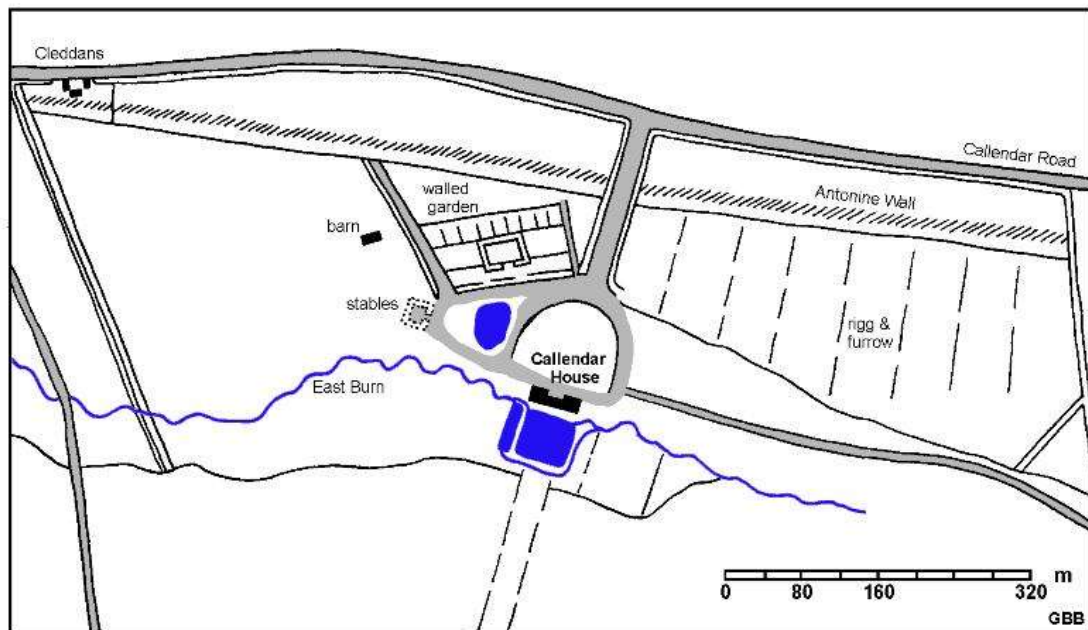 Cleddans
Callendar Road
walled
garden
Antonine Wall
barn
stables
rigg &
furrow
Callendar
House
East Burn
m
0 80 160 320
GBB